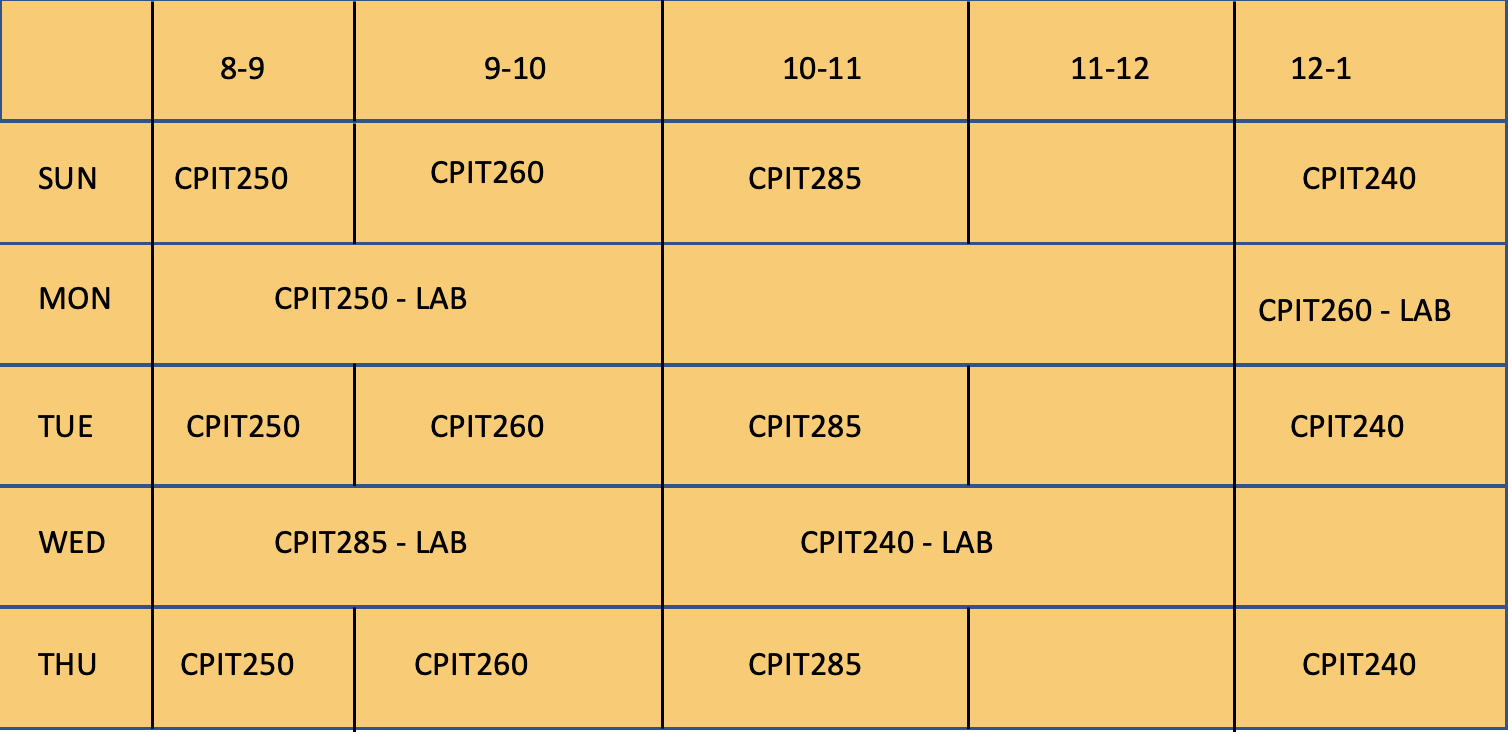 8-9 9-10 10-11 11-12 12-1
SUN CPIT250 CPIT260 CPIT285 CPIT240
MON CPIT250 - LAB CPIT260 - LAB
TUE CPIT250 CPIT260 CPIT285 CPIT240
WED CPIT285 - LAB CPIT240 - LAB
THU CPIT250 CPIT260 CPIT285 CPIT240